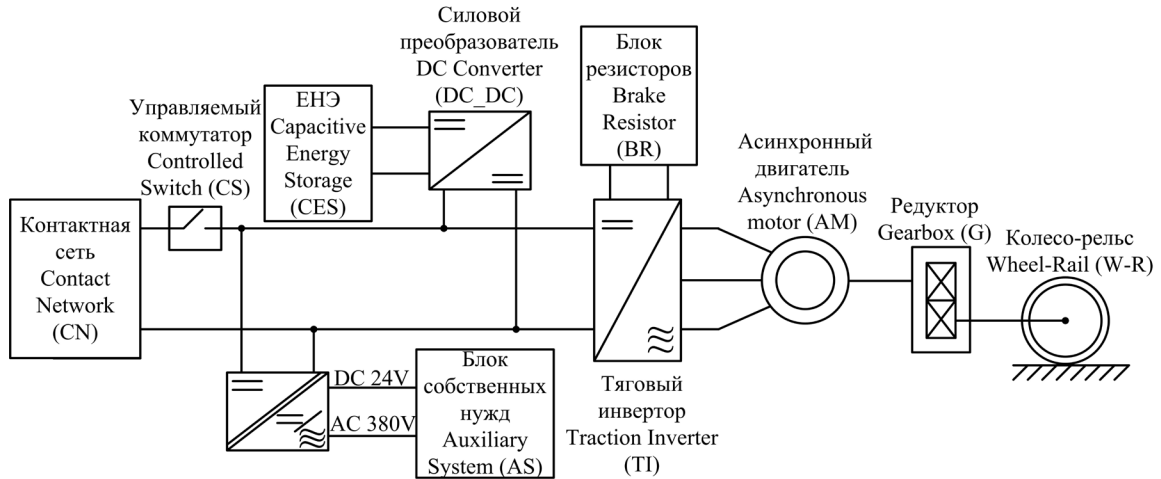 Силовой
преобразователь
DC Converter
(DC_DC)
Блок
резисторов
Brake
Resistor
(BR)
Управляемый
коммутатор
Controlled
Switch (CS)
ЕНЭ
Capacitive
Energy
Storage
(CES)
Асинхронный
двигатель
Asynchronous
motor (AM)
Редуктор
Gearbox (G)
Колесо-рельс
Wheel-Rail (W-R)
Контактная
сеть
Contact
Network
(CN)
DC 24V
AC 380V
Блок
собственных
нужд
Auxiliary
System (AS)
Тяговый
инвертор
Traction Inverter
(TI)